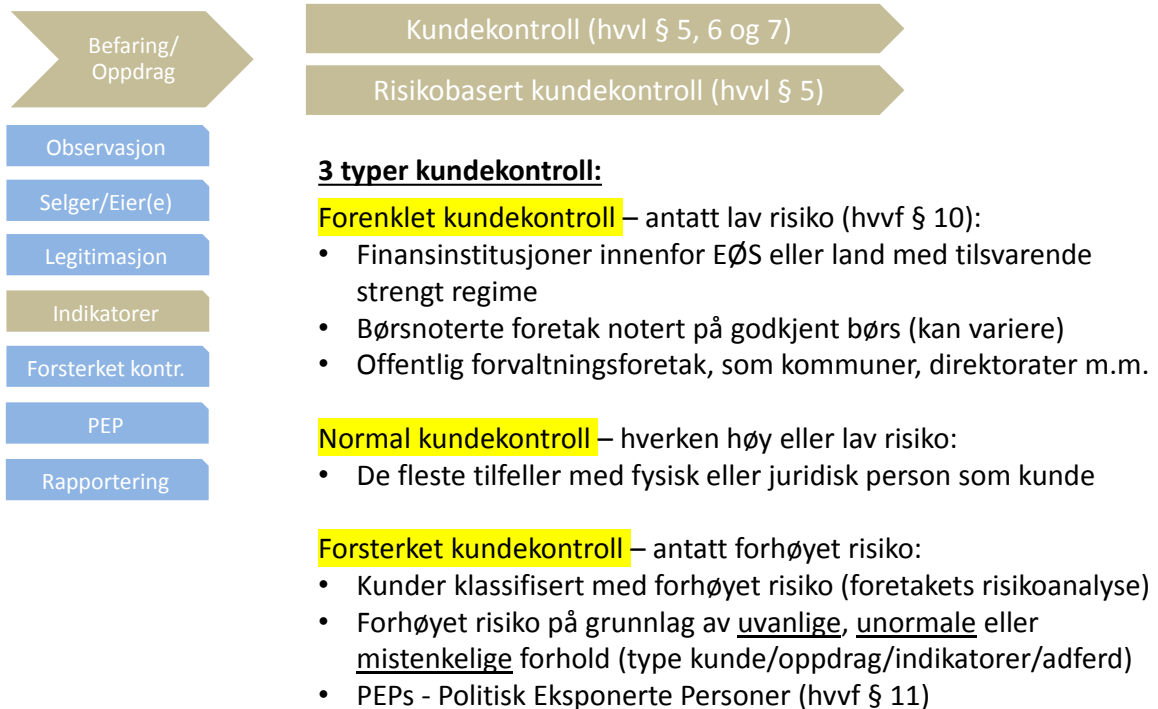 Befaring/
Oppdrag
Kundekontroll (hvvl § 5, 6 og 7)
Risikobasert kundekontroll (hvvl § 5)
Observasjon
Selger/Eier(e)
Legitimasjon
Indikatorer
Forsterket kontr.
PEP
Rapportering
3 typer kundekontroll:
Forenklet kundekontroll – antatt lav risiko (hvvf § 10):
• Finansinstitusjoner innenfor EØS eller land med tilsvarende
strengt regime
• Børsnoterte foretak notert på godkjent børs (kan variere)
• Offentlig forvaltningsforetak, som kommuner, direktorater m.m.
Normal kundekontroll – hverken høy eller lav risiko:
• De fleste tilfeller med fysisk eller juridisk person som kunde
Forsterket kundekontroll – antatt forhøyet risiko:
• Kunder klassifisert med forhøyet risiko (foretakets risikoanalyse)
• Forhøyet risiko på grunnlag av uvanlige, unormale eller
mistenkelige forhold (type kunde/oppdrag/indikatorer/adferd)
• PEPs - Politisk Eksponerte Personer (hvvf § 11)